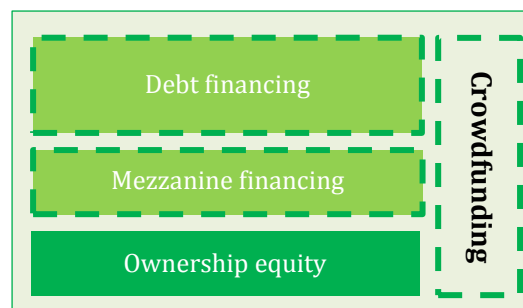 Debt financing
Mezzanine financing
Ownership equity
Crowdfunding